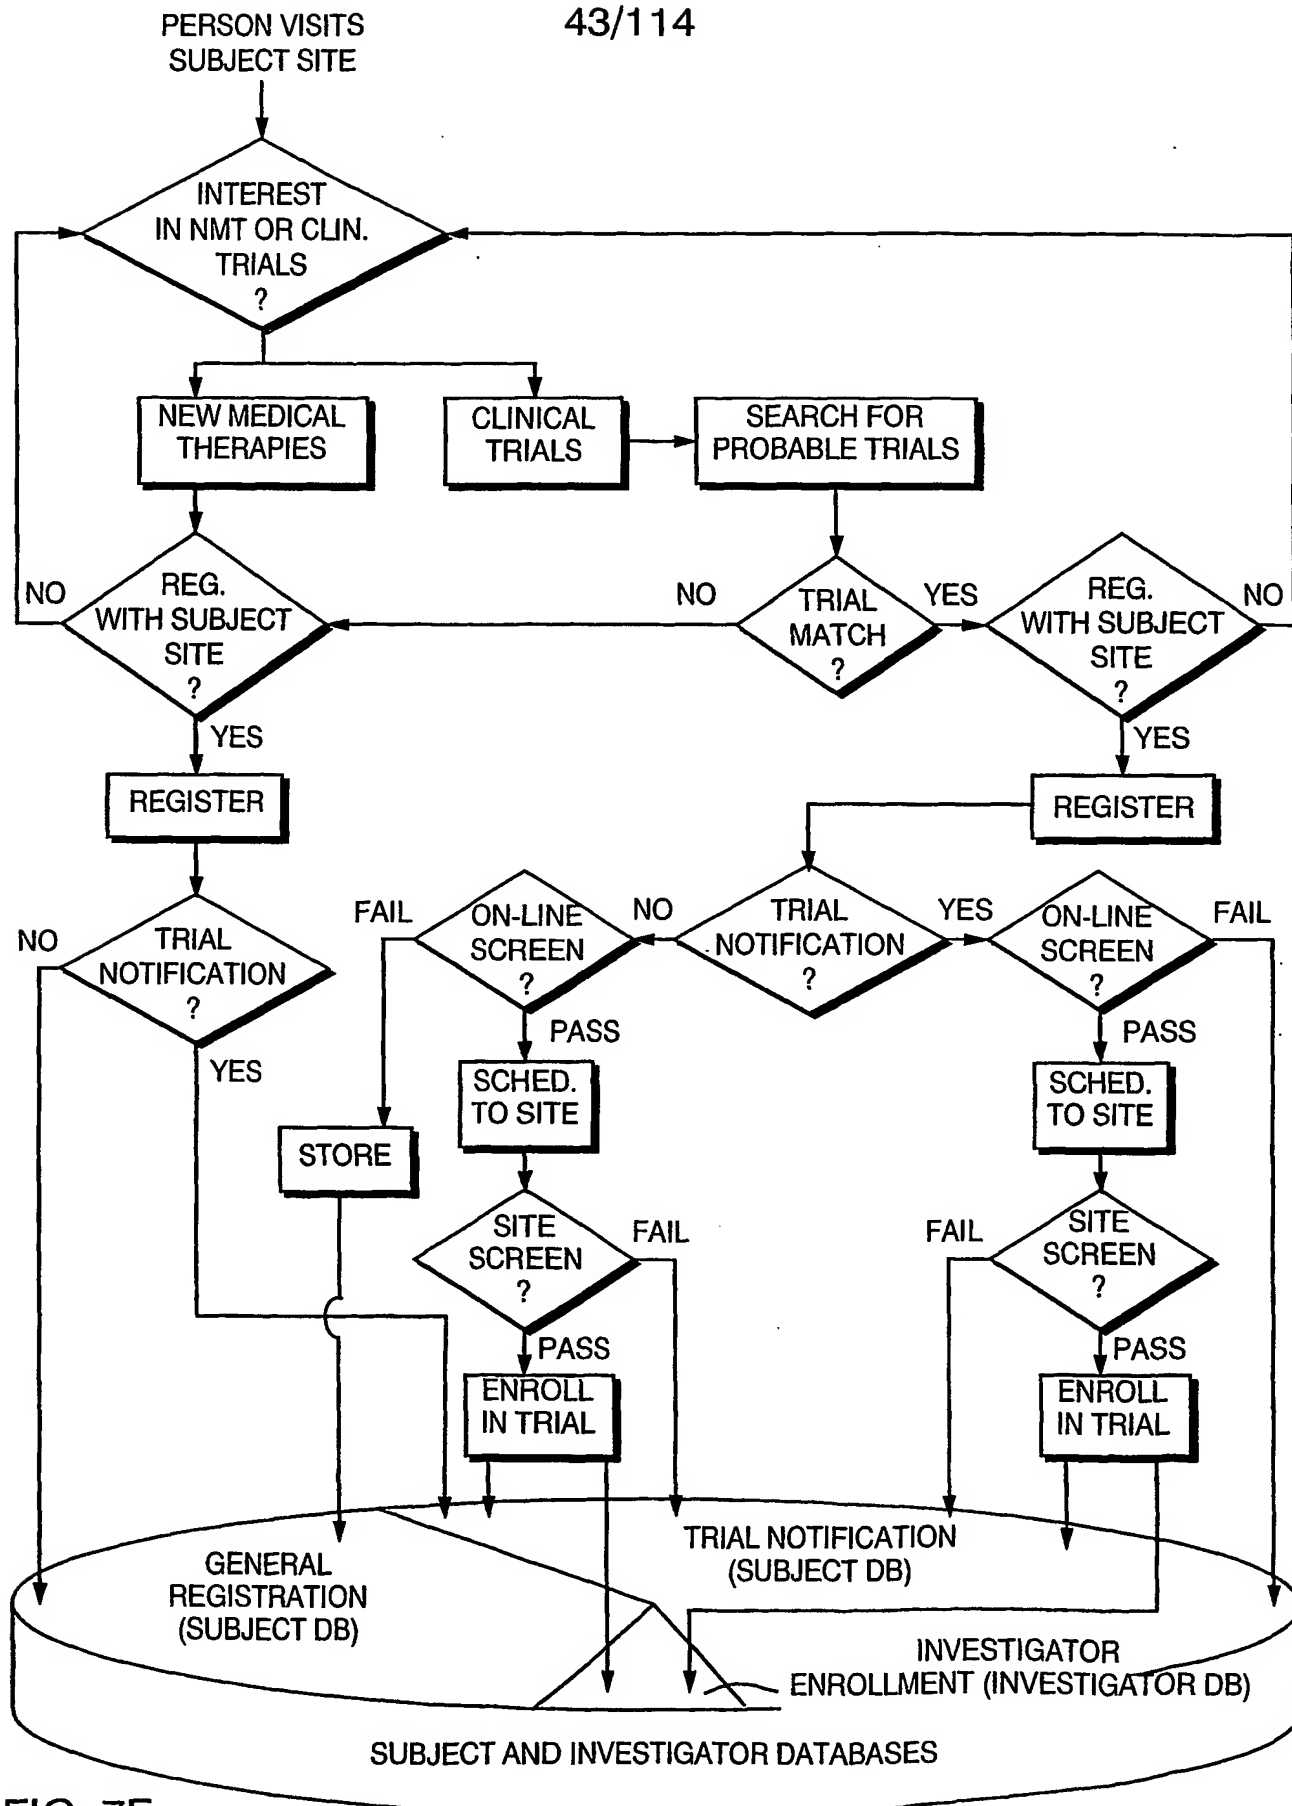 43/114
PERSON VISITS
SUBJECT SITE
INTEREST
IN NMT OR CLIN.
TRIALS
?
NEW MEDICAL
THERAPIES
CLINICAL
TRIALS
SEARCH FOR
PROBABLE TRIALS
NO
REG.
WITH SUBJECT
SITE
?
NO
TRIAL
MATCH
?
YES
REG.
WITH SUBJECT
SITE
?
NO
YES
YES
REGISTER
REGISTER
NO
TRIAL
NOTIFICATION
?
YES
FAIL
ON-LINE
SCREEN
?
NO
TRIAL
NOTIFICATION
?
YES
ON-LINE
SCREEN
?
FAIL
PASS
PASS
STORE
SCHED.
TO SITE
SCHED.
TO SITE
SITE
SCREEN
?
FAIL
FAIL
SITE
SCREEN
?
PASS
PASS
ENROLL
IN TRIAL
ENROLL
IN TRIAL
GENERAL
REGISTRATION
(SUBJECT DB)
TRIAL NOTIFICATION
(SUBJECT DB)
INVESTIGATOR
ENROLLMENT (INVESTIGATOR DB)
SUBJECT AND INVESTIGATOR DATABASES